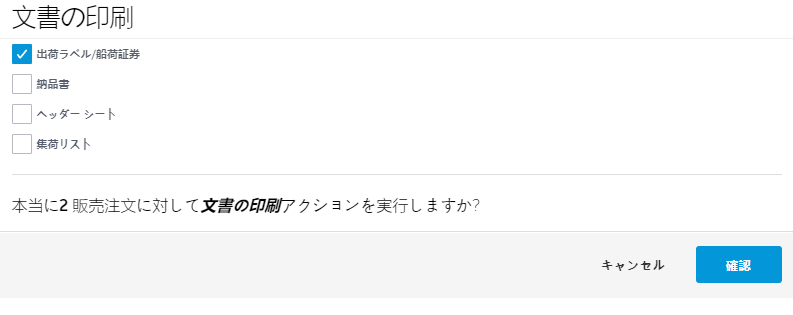 文書の印刷
出荷ラベル/船荷証券
納品書
ヘッダー シート
集荷リスト
本当に2 販売注文に対して文書の印刷アクションを実行しますか?
キャンセル 確認